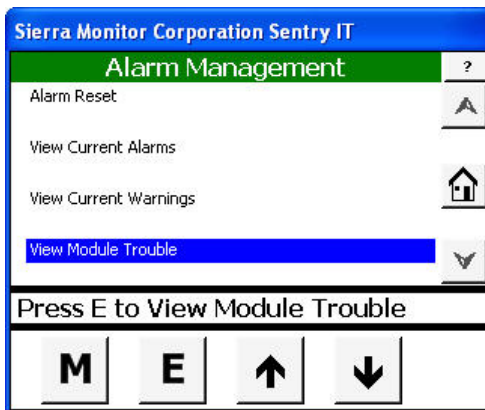 Sierra Monitor Corporation Sentry IT
Alarm Management
?
Alarm Reset
View Current Alarms
View Current Warnings
View Module Trouble
Press E to View Module Trouble
M E